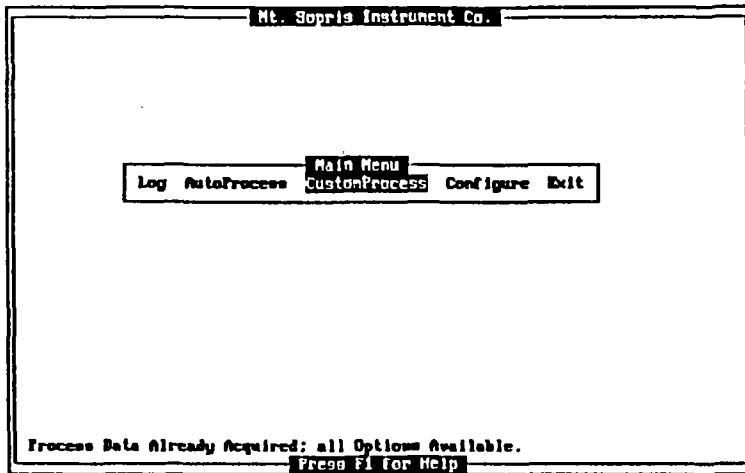 Mt. Sopris Instrument Co.
Main Menu
Log AutoProcess CustomProcess Configure Exit
Process Data Already Acquired; all Options Available.
Press F1 for Help